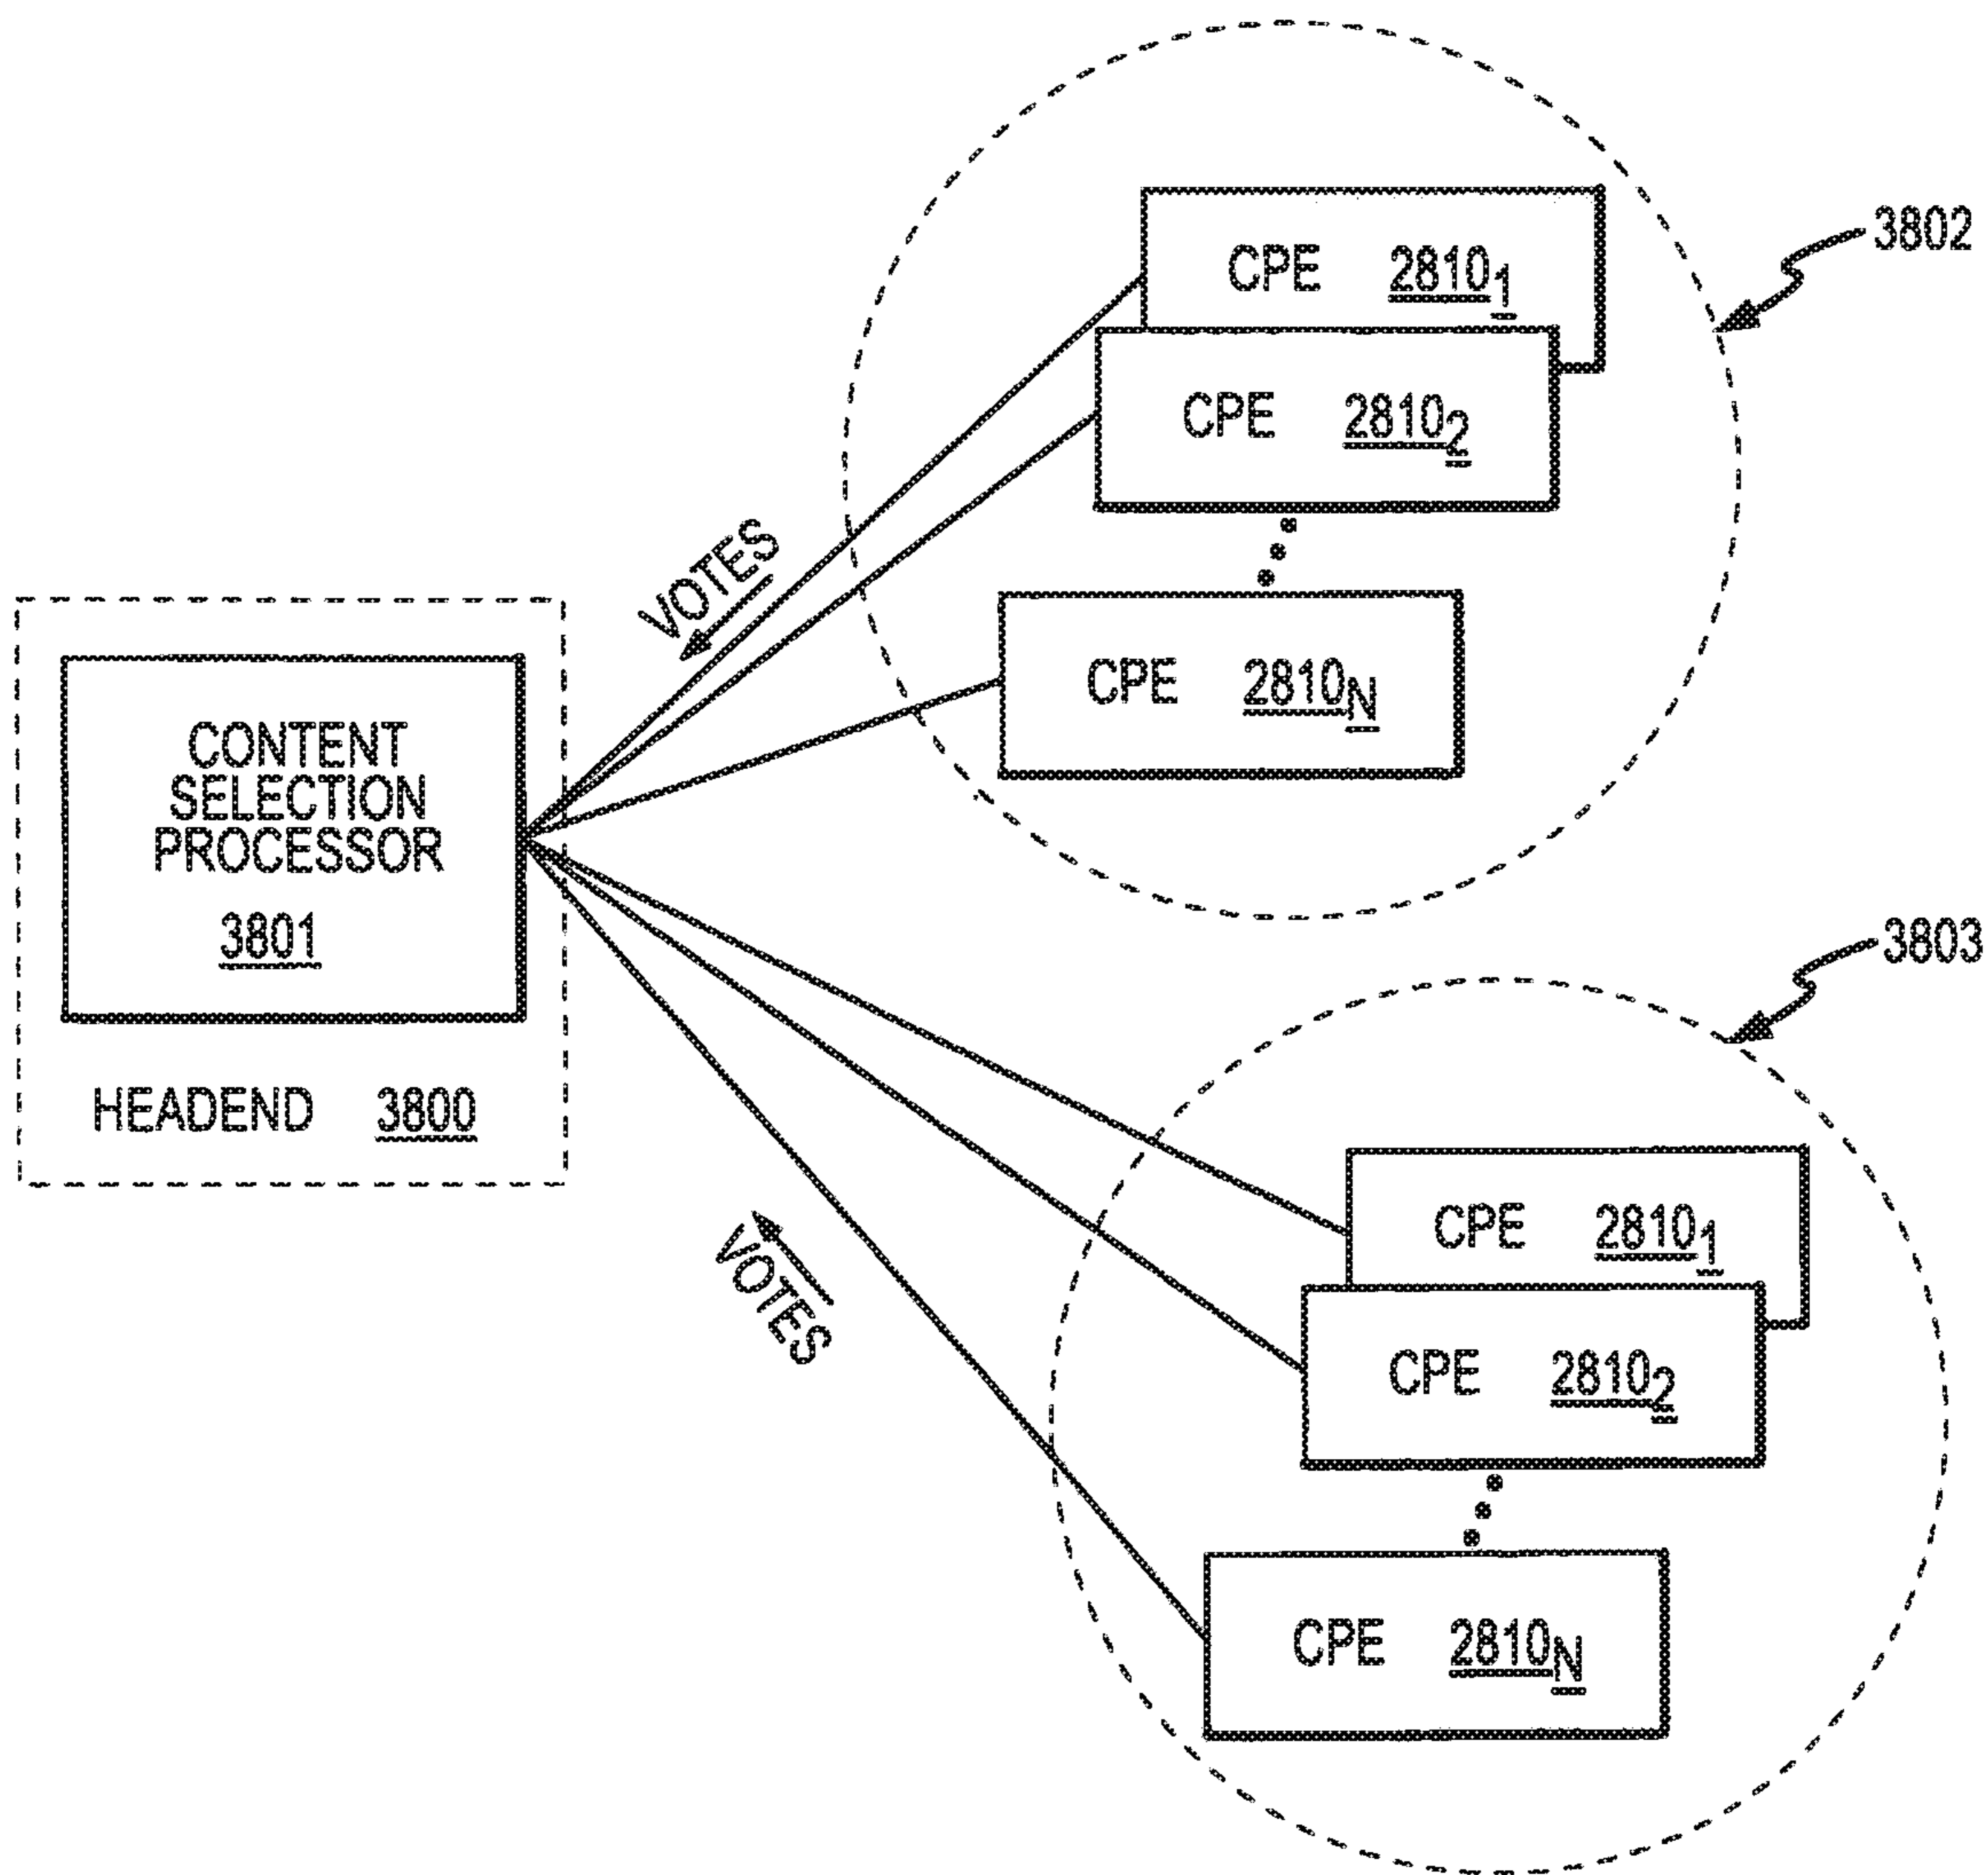 3802
CPE 2810₁
CPE 2810₂
CPE 2810N
VOTES
CONTENT
SELECTION
PROCESSOR
3801
HEADEND 3800
3803
VOTES
CPE 2810₁
CPE 2810₂
CPE 2810N